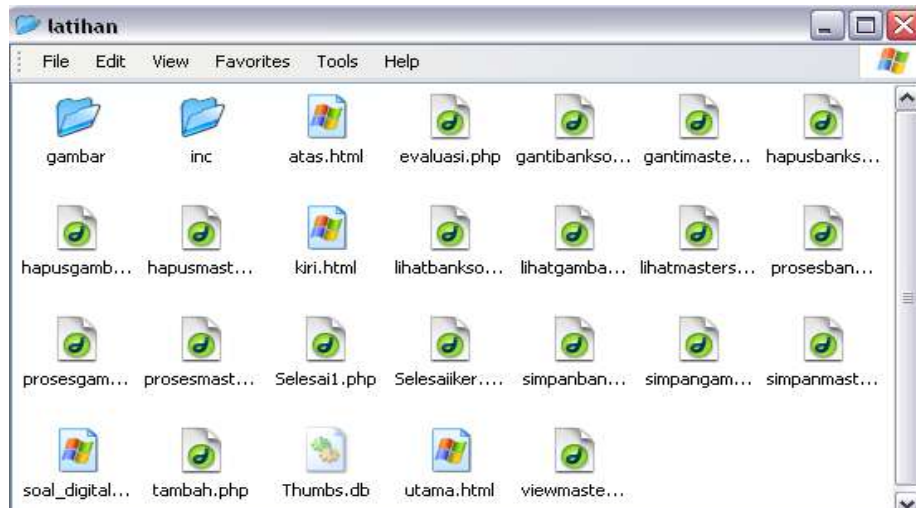 latihan
File Edit View Favorites Tools Help
gambar inc atas.html evaluasi.php gantibankso... gantimaste... hapusbanks...
hapusgamb... hapusmast... kiri.html lihatbankso... lihatgamba... lihatmasters... prosesban...
prosesgam... prosesmast... Selesai1.php Selesaiiker.... simpanban... simpangam... simpanmast...
soal_digital... tambah.php Thumbs.db utama.html viewmaste...